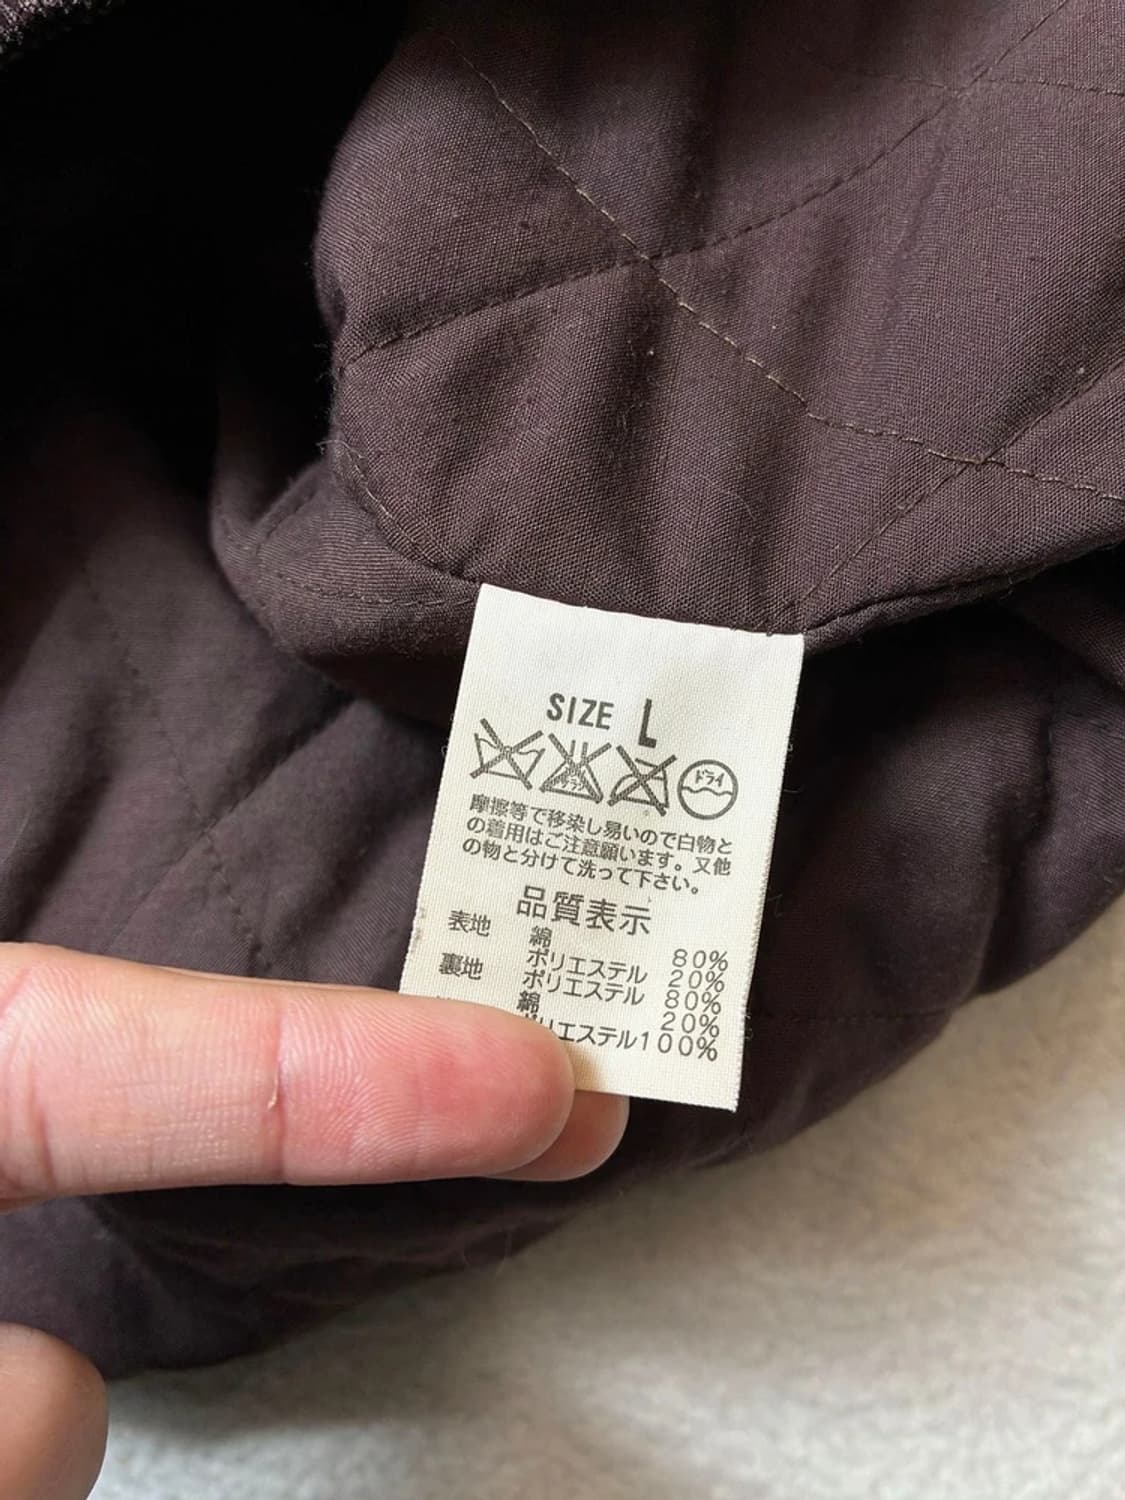 SIZE L
ドライ
摩擦等で移染し易いので白物と
の着用はご注意願います。又他
の物と分けて洗って下さい。
品質表示
表地 綿 80%
ポリエステル 20%
裏地 ポリエステル 80%
綿 20%
リエステル100%